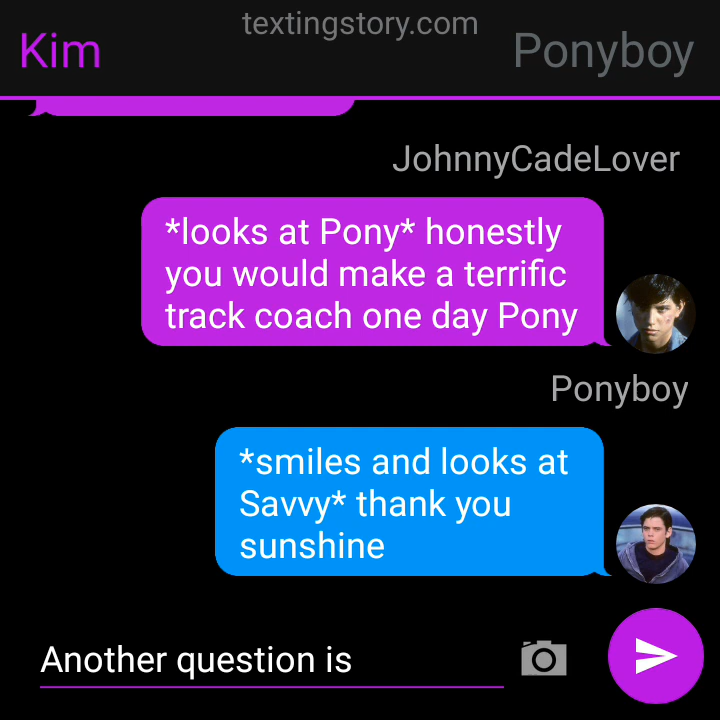 textingstory.com
Kim
Ponyboy
JohnnyCadeLover
*looks at Pony* honestly
you would make a terrific
track coach one day Pony
Ponyboy
*smiles and looks at
Savvy* thank you
sunshine
Another question is